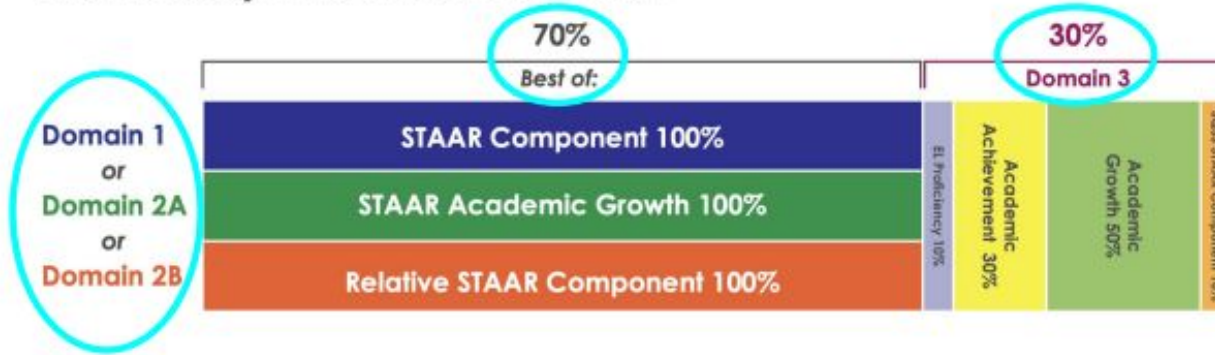 70%
Best of:
30%
Domain 3
Domain 1
or
Domain 2A
or
Domain 2B
STAAR Component 100%
STAAR Academic Growth 100%
Relative STAAR Component 100%
EL Proficiency 10%
Academic
Achievement 30%
Academic
Growth 50%